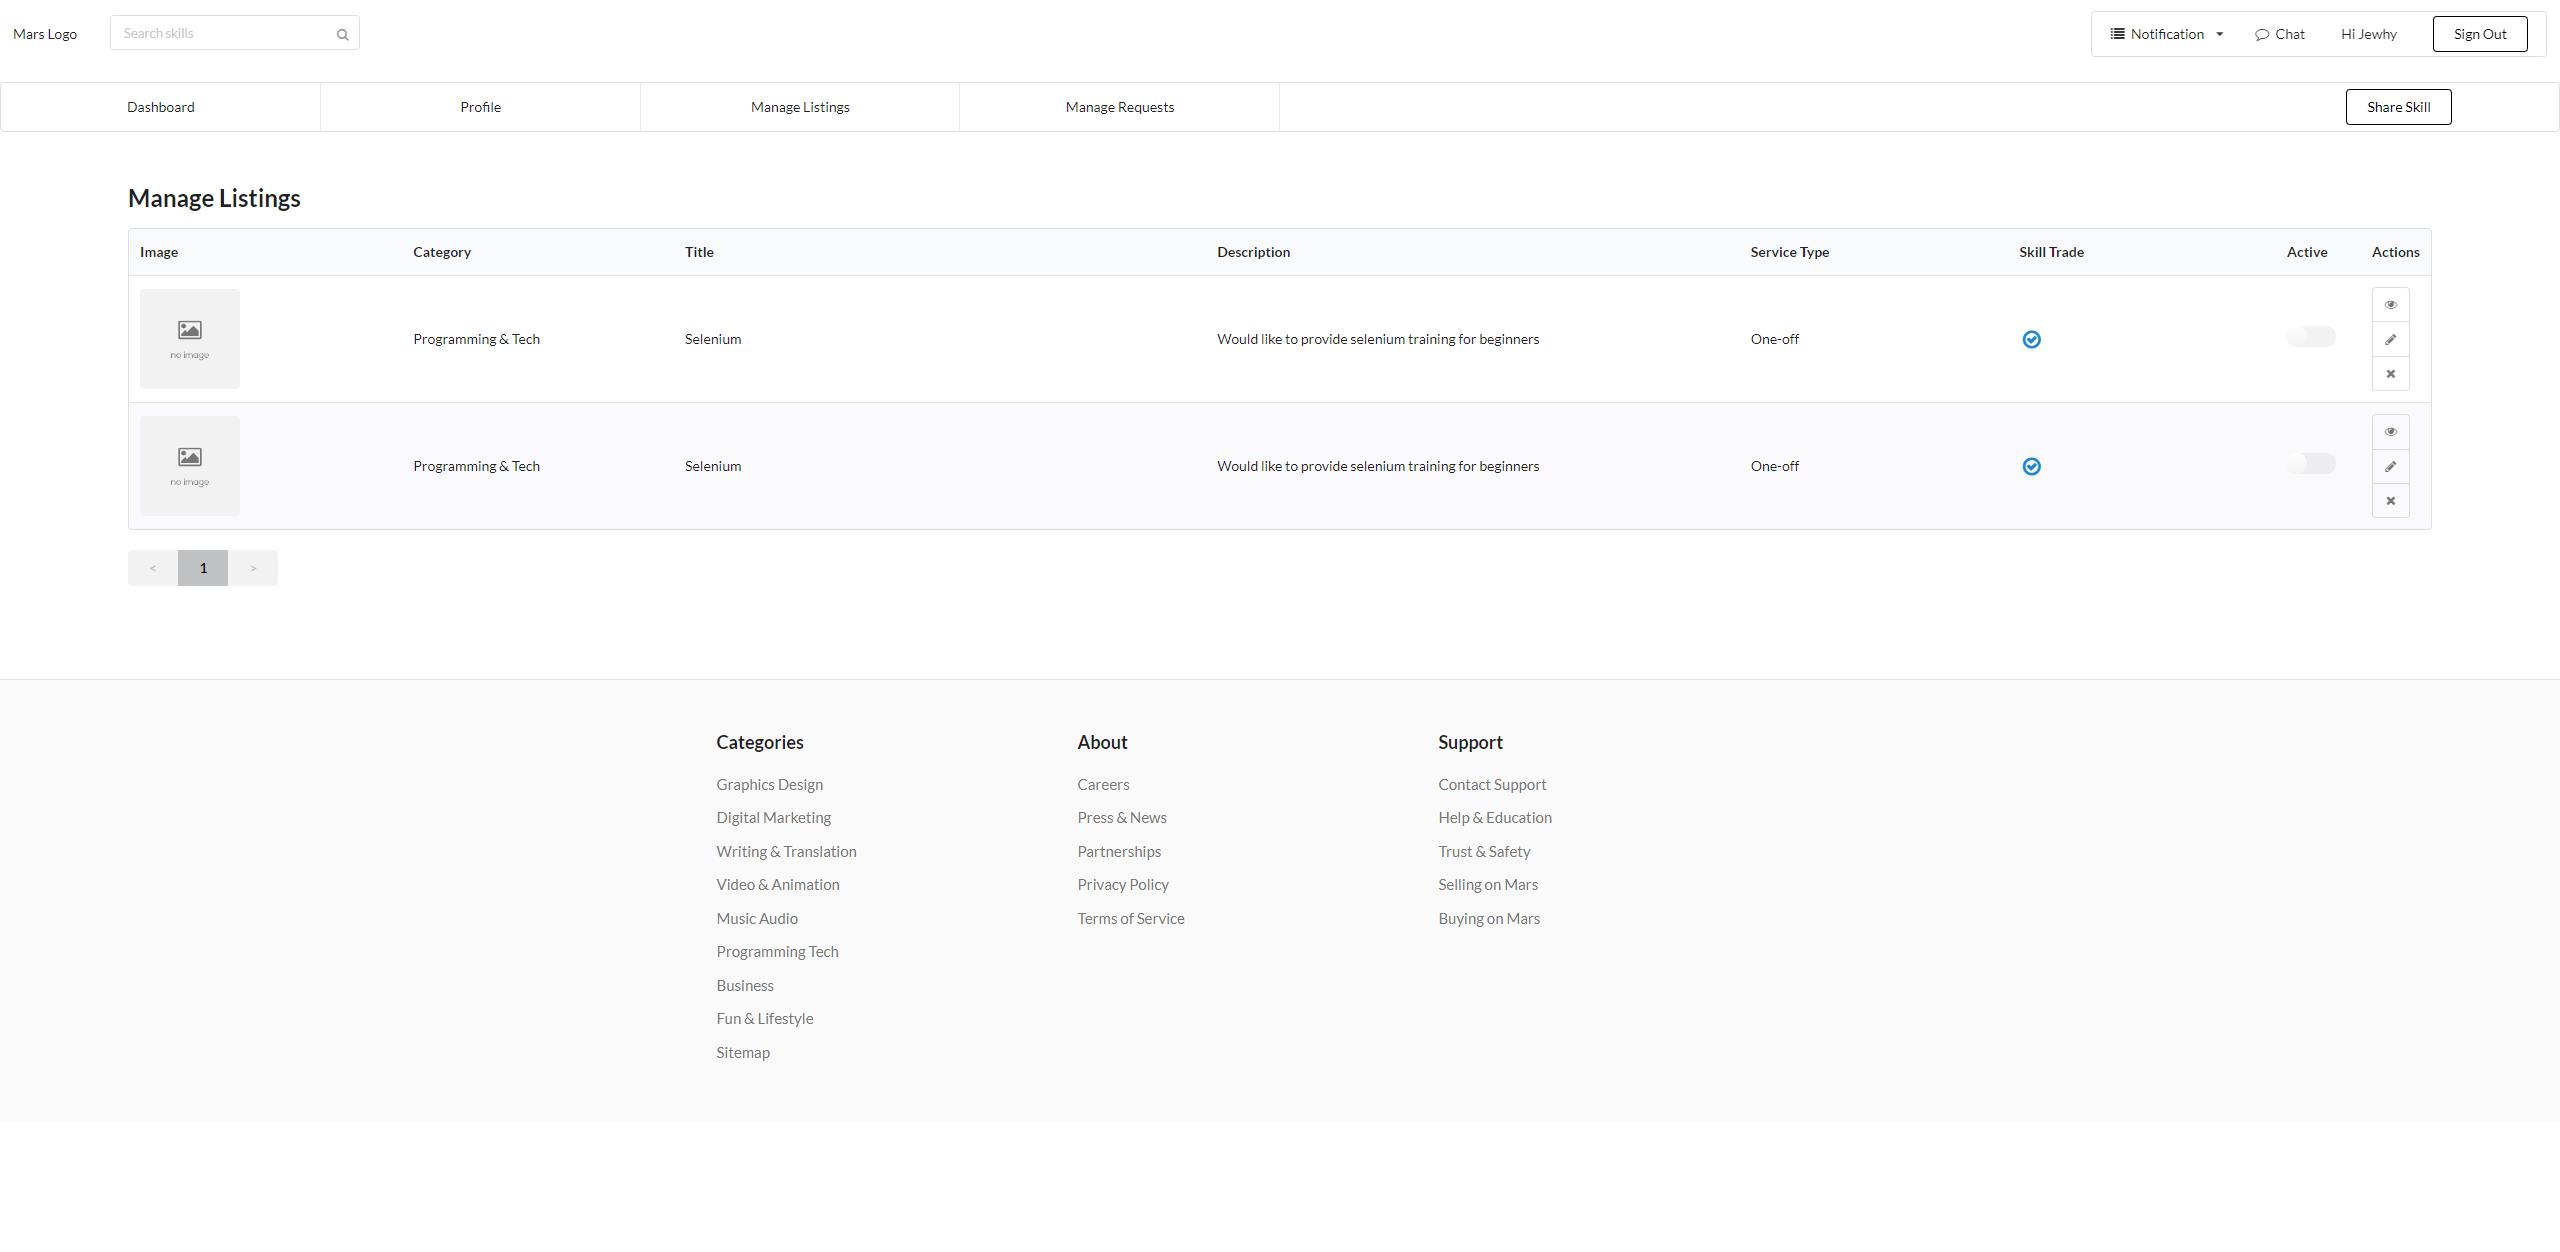 Mars Logo
Search skills
Notification
Chat
Hi Jewhy
Sign Out
Dashboard
Profile
Manage Listings
Manage Requests
Share Skill
Manage Listings
Image Category Title Description Service Type Skill Trade Active Actions
no image
Programming & Tech Selenium Would like to provide selenium training for beginners One-off
no image
Programming & Tech Selenium Would like to provide selenium training for beginners One-off
< 1 >
Categories
Graphics Design
Digital Marketing
Writing & Translation
Video & Animation
Music Audio
Programming Tech
Business
Fun & Lifestyle
Sitemap
About
Careers
Press & News
Partnerships
Privacy Policy
Terms of Service
Support
Contact Support
Help & Education
Trust & Safety
Selling on Mars
Buying on Mars